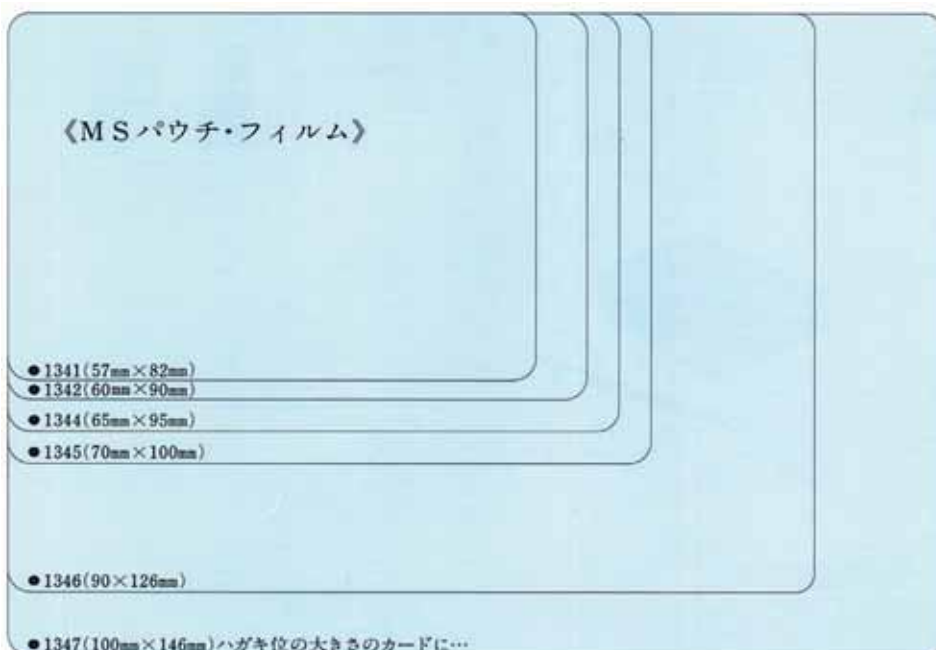 《MSパウチ・フィルム》
●1341(57mm×82mm)
●1342(60mm×90mm)
●1344(65mm×95mm)
●1345(70mm×100mm)
●1346(90×126mm)
●1347(100mm×146mm)ハガキ位の大きさのカードに…